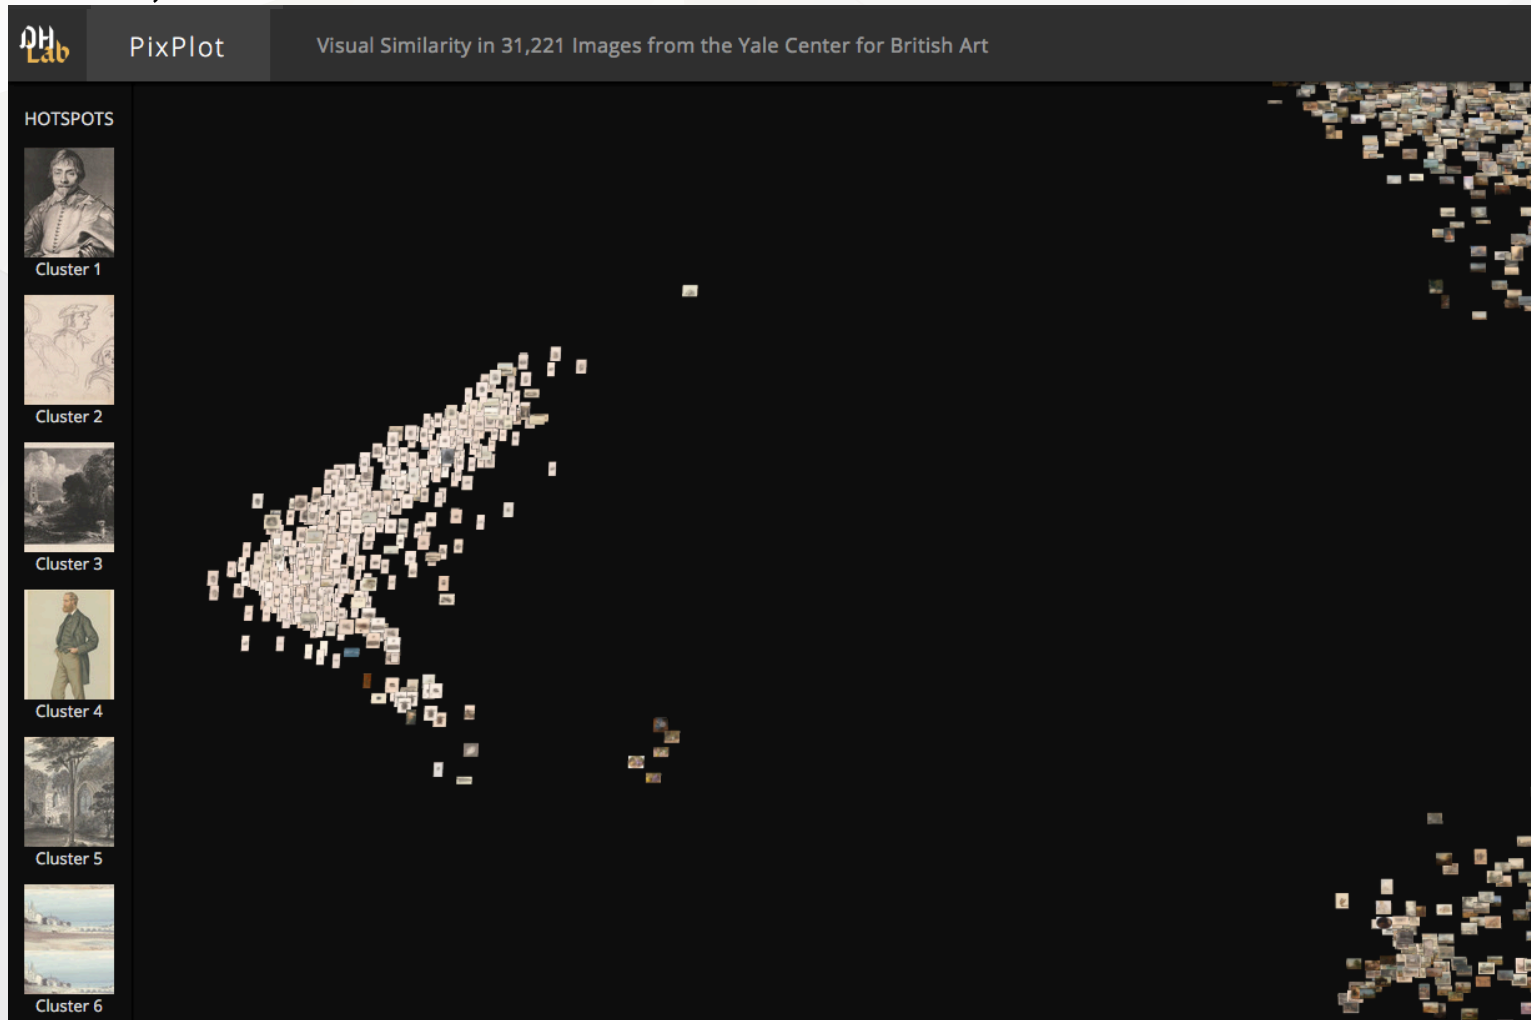 DH
Lab
PixPlot
Visual Similarity in 31,221 Images from the Yale Center for British Art
HOTSPOTS
Cluster 1
Cluster 2
Cluster 3
Cluster 4
Cluster 5
Cluster 6